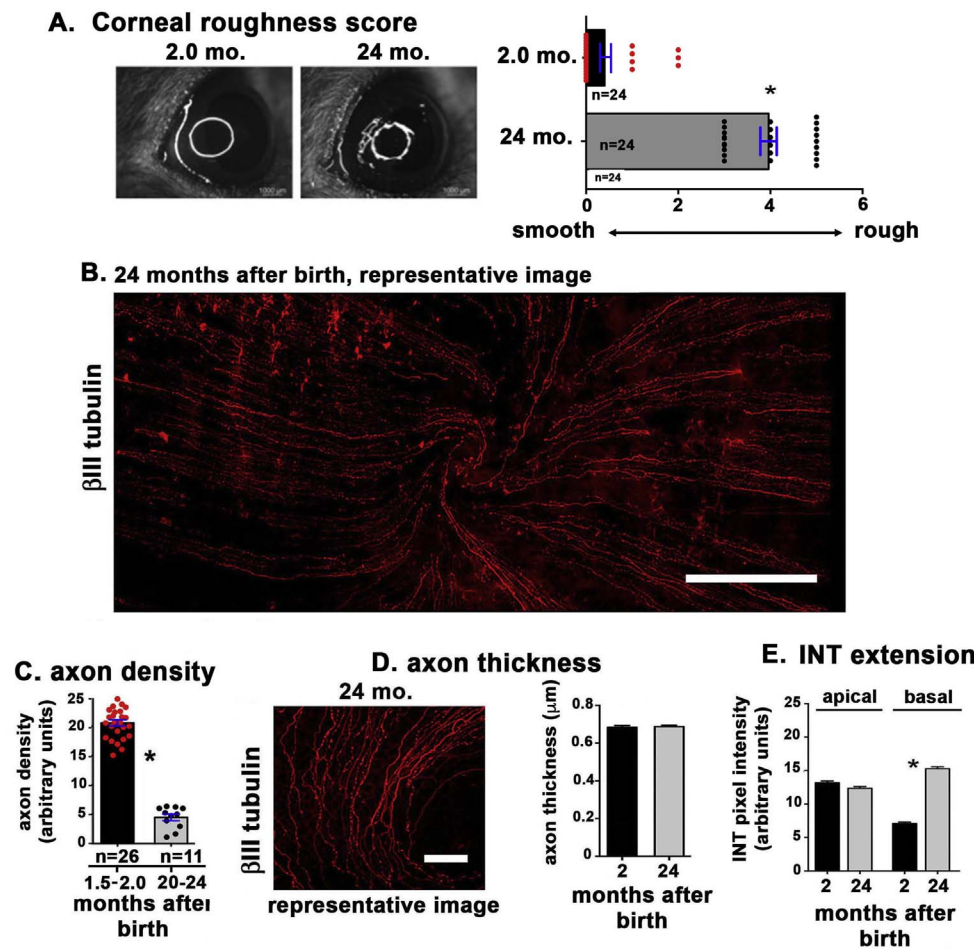 A. Corneal roughness score
2.0 mo. 24 mo.
1000 µm 1000 µm
2.0 mo.
n=24
*
24 mo.
n=24
n=24
0 2 4 6
smooth rough
B. 24 months after birth, representative image
βIII tubulin
C. axon density
axon density
(arbitrary units)
25
20
15
10
5
0
*
n=26 n=11
1.5-2.0 20-24
months after
birth
D. axon thickness
24 mo.
βIII tubulin
representative image
axon thickness (µm)
0.8
0.6
0.4
0.2
0.0
2 24
months after
birth
E. INT extension
apical basal
INT pixel intensity
(arbitrary units)
20
15
10
5
0
*
2 24 2 24
months after
birth